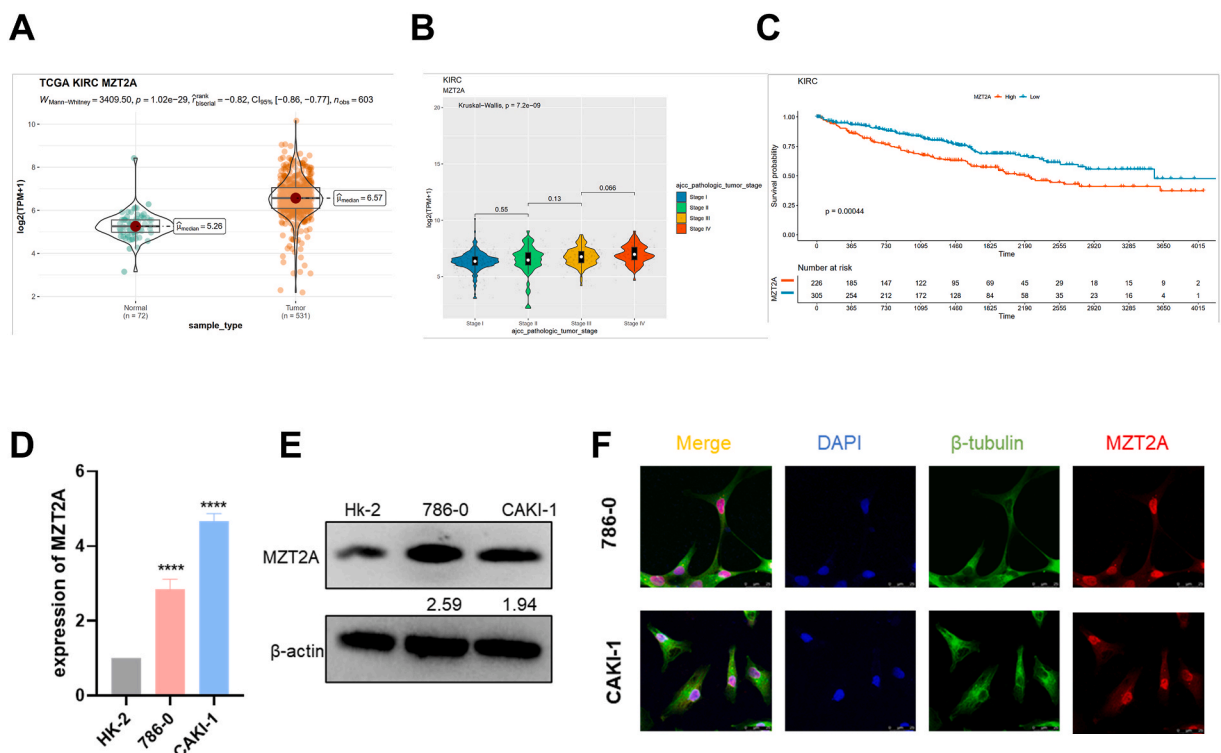 A
TCGA KIRC MZT2A
W Mann−Whitney = 3409.50, p = 1.02e−29, r̂ rank biserial = −0.82, CI95% [−0.86, −0.77], nobs = 603
log2(TPM+1)
10
8
6
4
2
μ̂median = 5.26
μ̂median = 6.57
Normal
(n = 72)
Tumor
(n = 531)
sample_type
B
KIRC
MZT2A
Kruskal−Wallis, p = 7.2e−09
log2(TPM+1)
20
15
10
5
0.55
0.13
0.066
Stage I
Stage II
Stage III
Stage IV
ajcc_pathologic_tumor_stage
ajcc_pathologic_tumor_stage
Stage I
Stage II
Stage III
Stage IV
C
KIRC
MZT2A High Low
Survival probability
1.00
0.75
0.50
0.25
0.00
p = 0.00044
0 365 730 1095 1460 1825 2190 2555 2920 3285 3650 4015
Time
Number at risk
MZT2A
226 185 147 122 95 69 45 29 18 15 9 2
305 254 212 172 128 84 58 35 23 16 4 1
0 365 730 1095 1460 1825 2190 2555 2920 3285 3650 4015
Time
D
expression of MZT2A
6
4
2
0
****
****
HK-2
786-0
CAKI-1
E
Hk-2 786-0 CAKI-1
MZT2A
2.59 1.94
β-actin
F
Merge DAPI β-tubulin MZT2A
786-0
CAKI-1